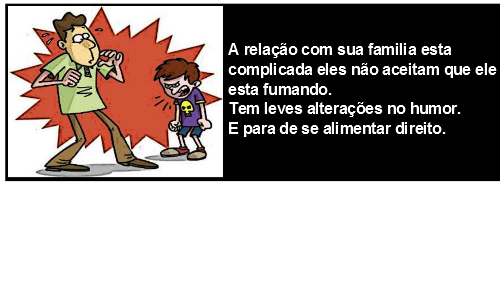 A relação com sua familia esta
complicada eles não aceitam que ele
esta fumando.
Tem leves alterações no humor.
E para de se alimentar direito.